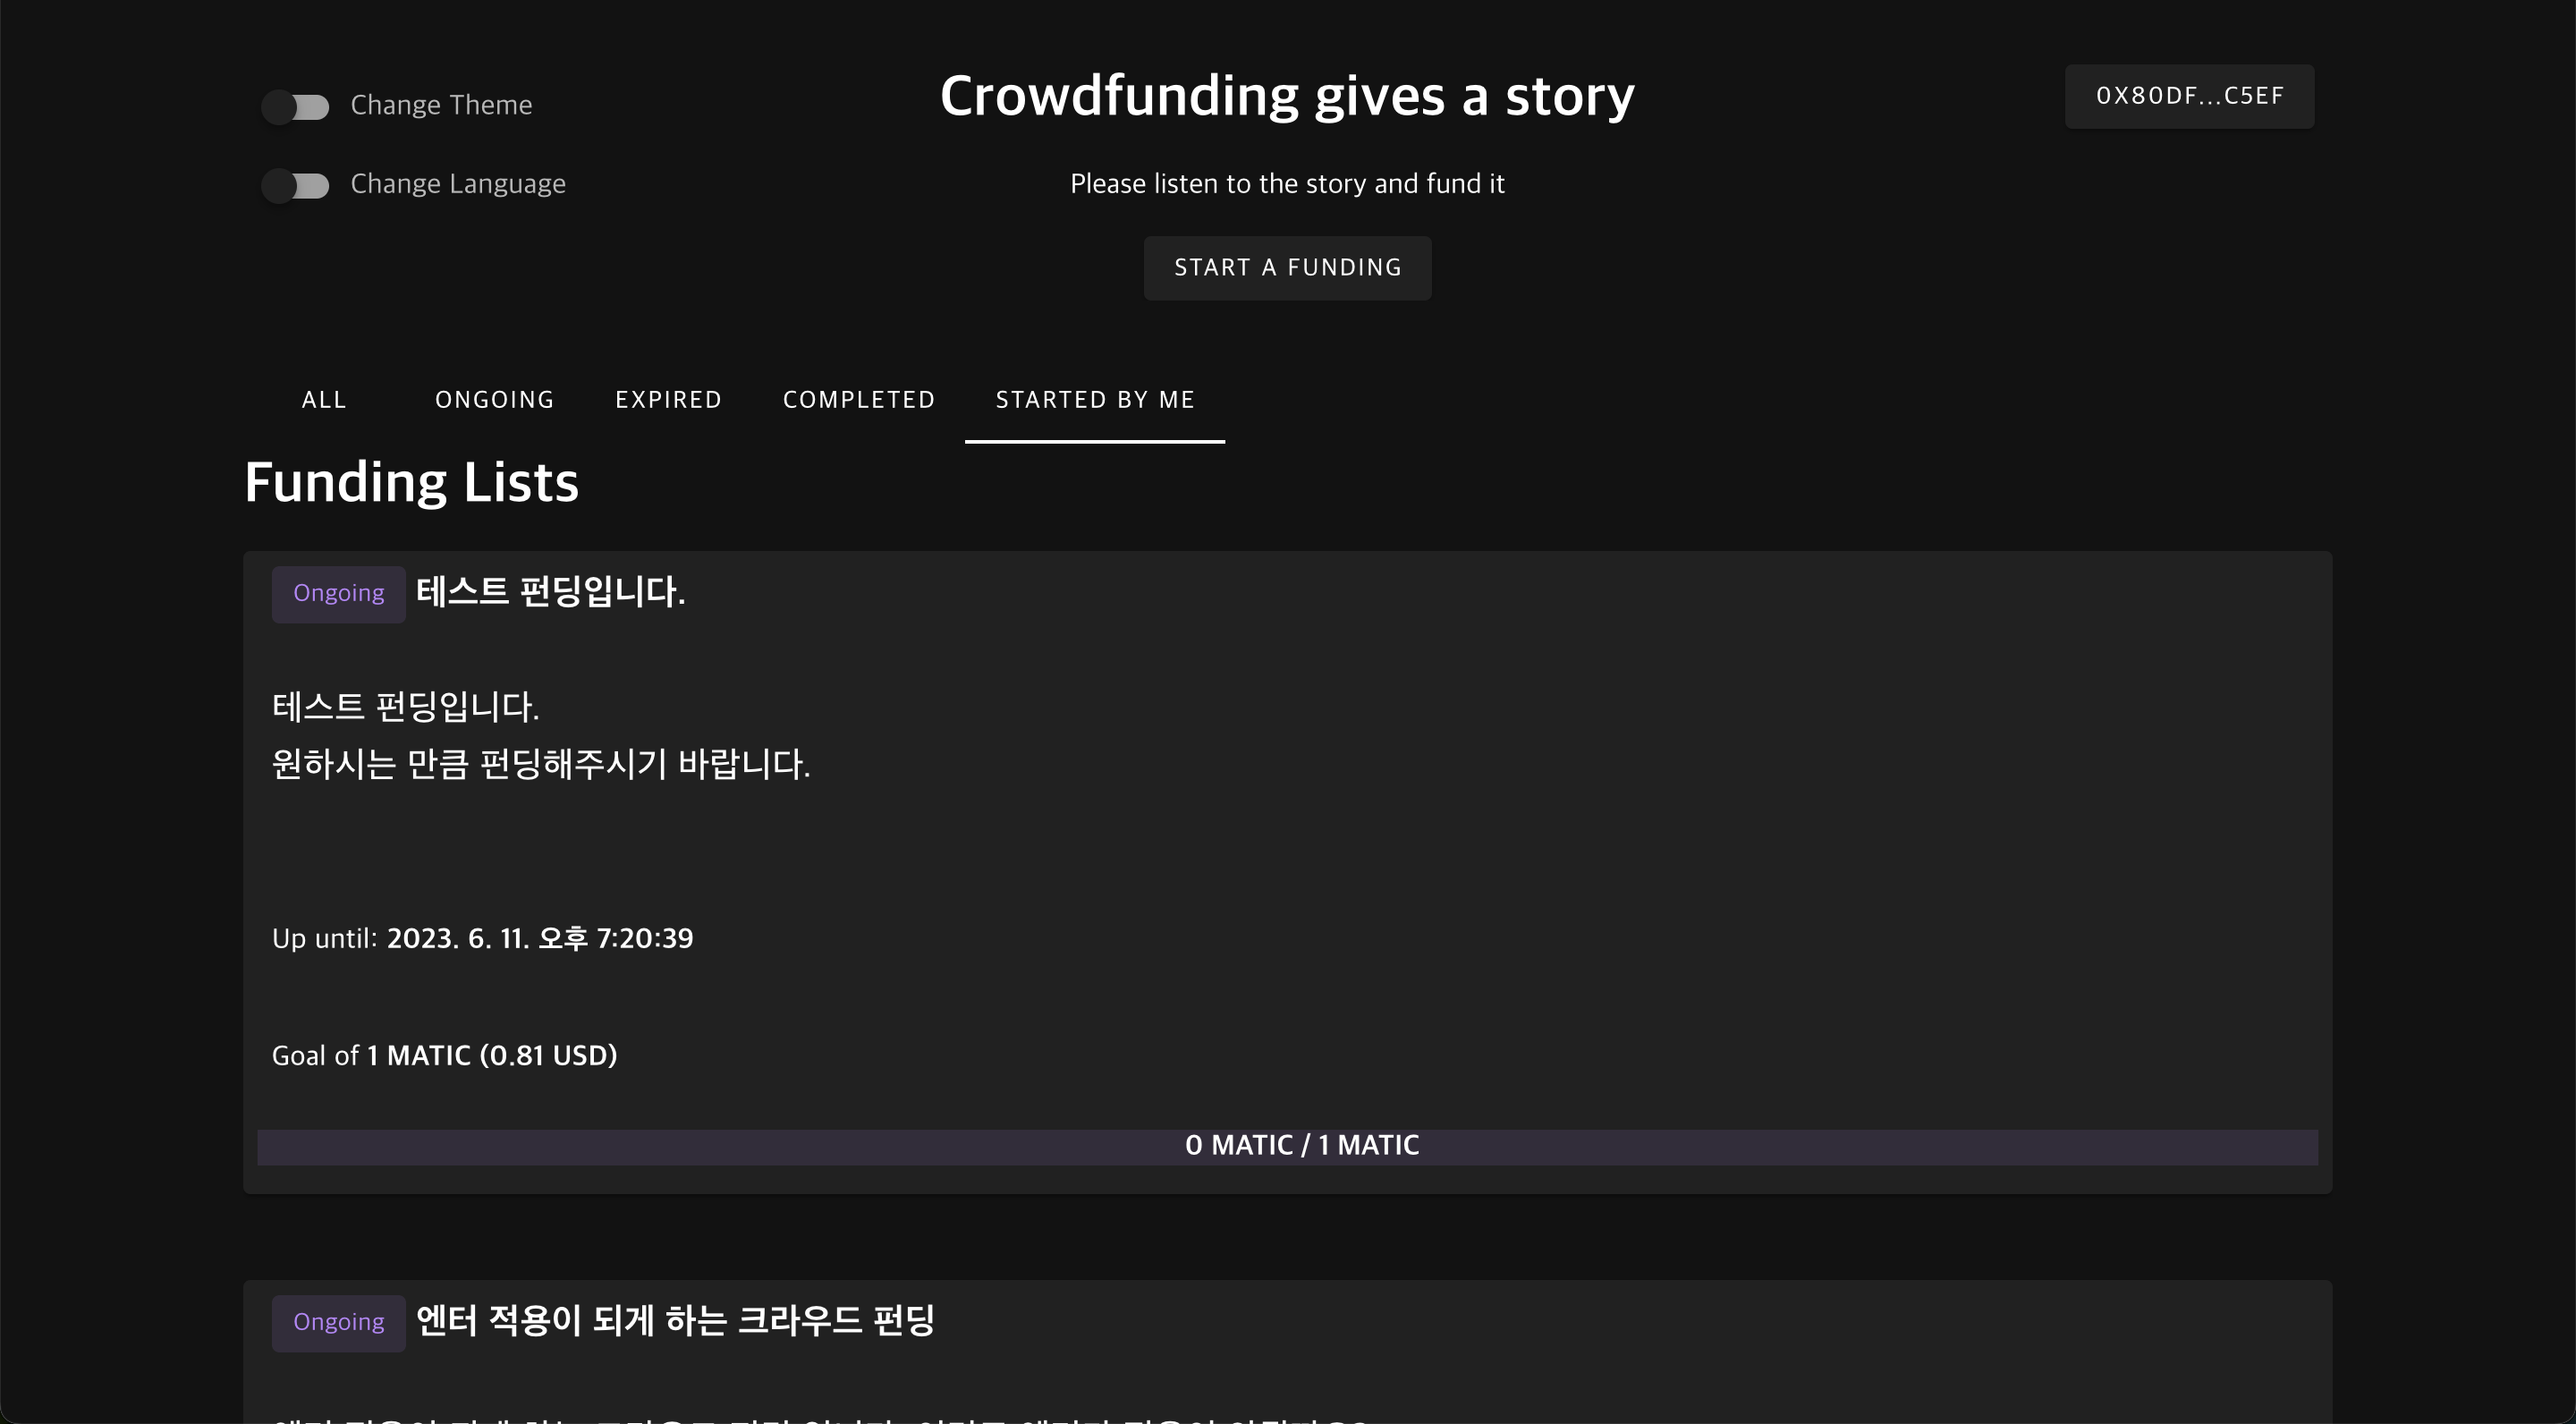 Change Theme
Crowdfunding gives a story
0X80DF...C5EF
Change Language
Please listen to the story and fund it
START A FUNDING
ALL ONGOING EXPIRED COMPLETED STARTED BY ME
Funding Lists
Ongoing 테스트 펀딩입니다.
테스트 펀딩입니다.
원하시는 만큼 펀딩해주시기 바랍니다.
Up until: 2023. 6. 11. 오후 7:20:39
Goal of 1 MATIC (0.81 USD)
0 MATIC / 1 MATIC
Ongoing 엔터 적용이 되게 하는 크라우드 펀딩